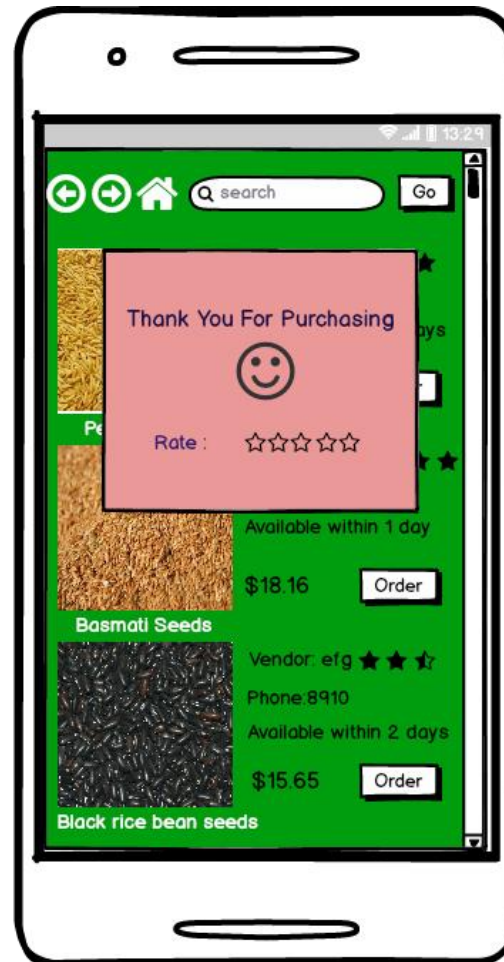 13:29
search Go
Thank You For Purchasing
ays
Rate :
Pe
Available within 1 day
$18.16 Order
Basmati Seeds
Vendor: efg
Phone:8910
Available within 2 days
$15.65 Order
Black rice bean seeds